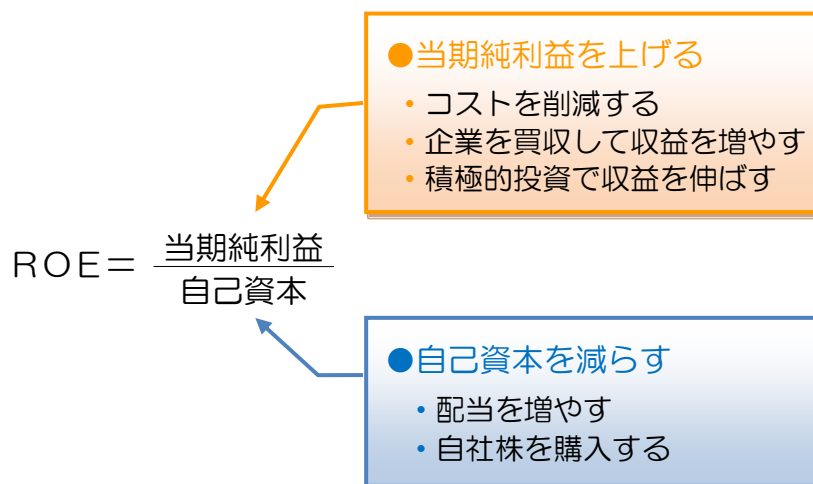 ●当期純利益を上げる
・コストを削減する
・企業を買収して収益を増やす
・積極的投資で収益を伸ばす
ROE＝
当期純利益
自己資本
●自己資本を減らす
・配当を増やす
・自社株を購入する